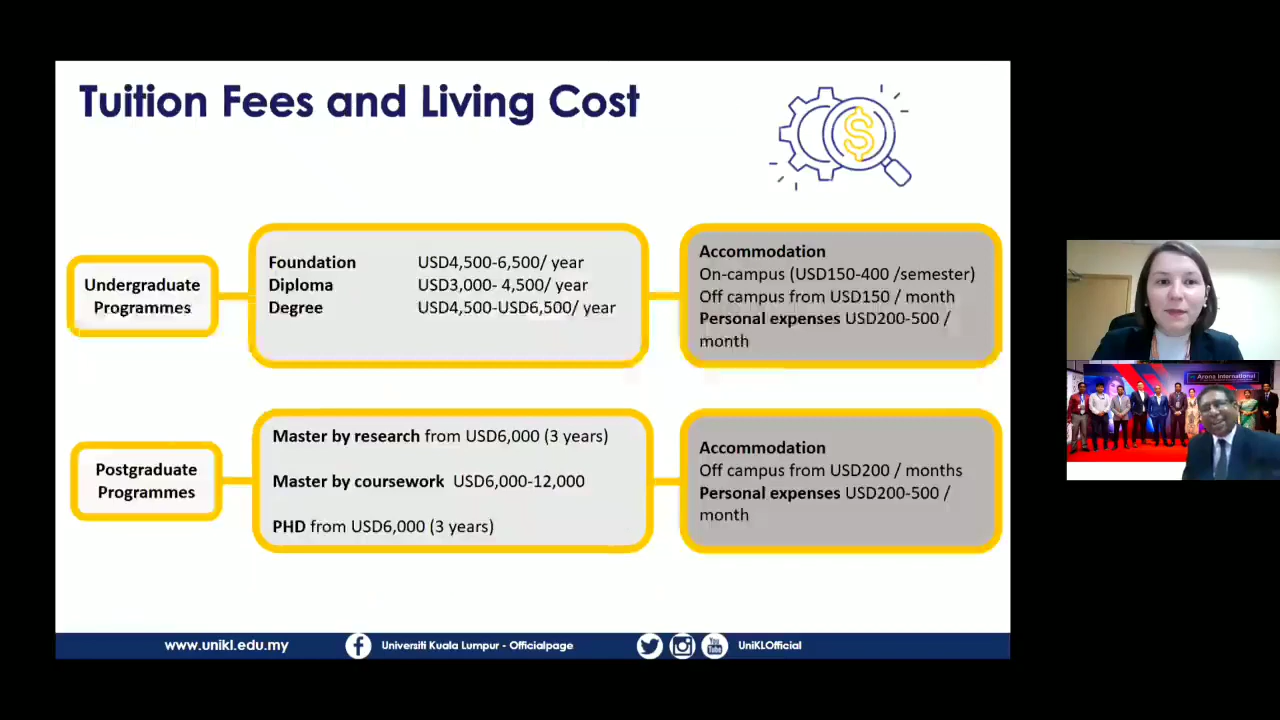 Tuition Fees and Living Cost
Undergraduate
Programmes
Foundation USD4,500-6,500/ year
Diploma USD3,000- 4,500/ year
Degree USD4,500-USD6,500/ year
Accommodation
On-campus (USD150-400 /semester)
Off campus from USD150 / month
Personal expenses USD200-500 /
month
Postgraduate
Programmes
Master by research from USD6,000 (3 years)
Master by coursework USD6,000-12,000
PHD from USD6,000 (3 years)
Accommodation
Off campus from USD200 / months
Personal expenses USD200-500 /
month
www.unikl.edu.my
Universiti Kuala Lumpur - Officialpage
UniKLOfficial
Arona International